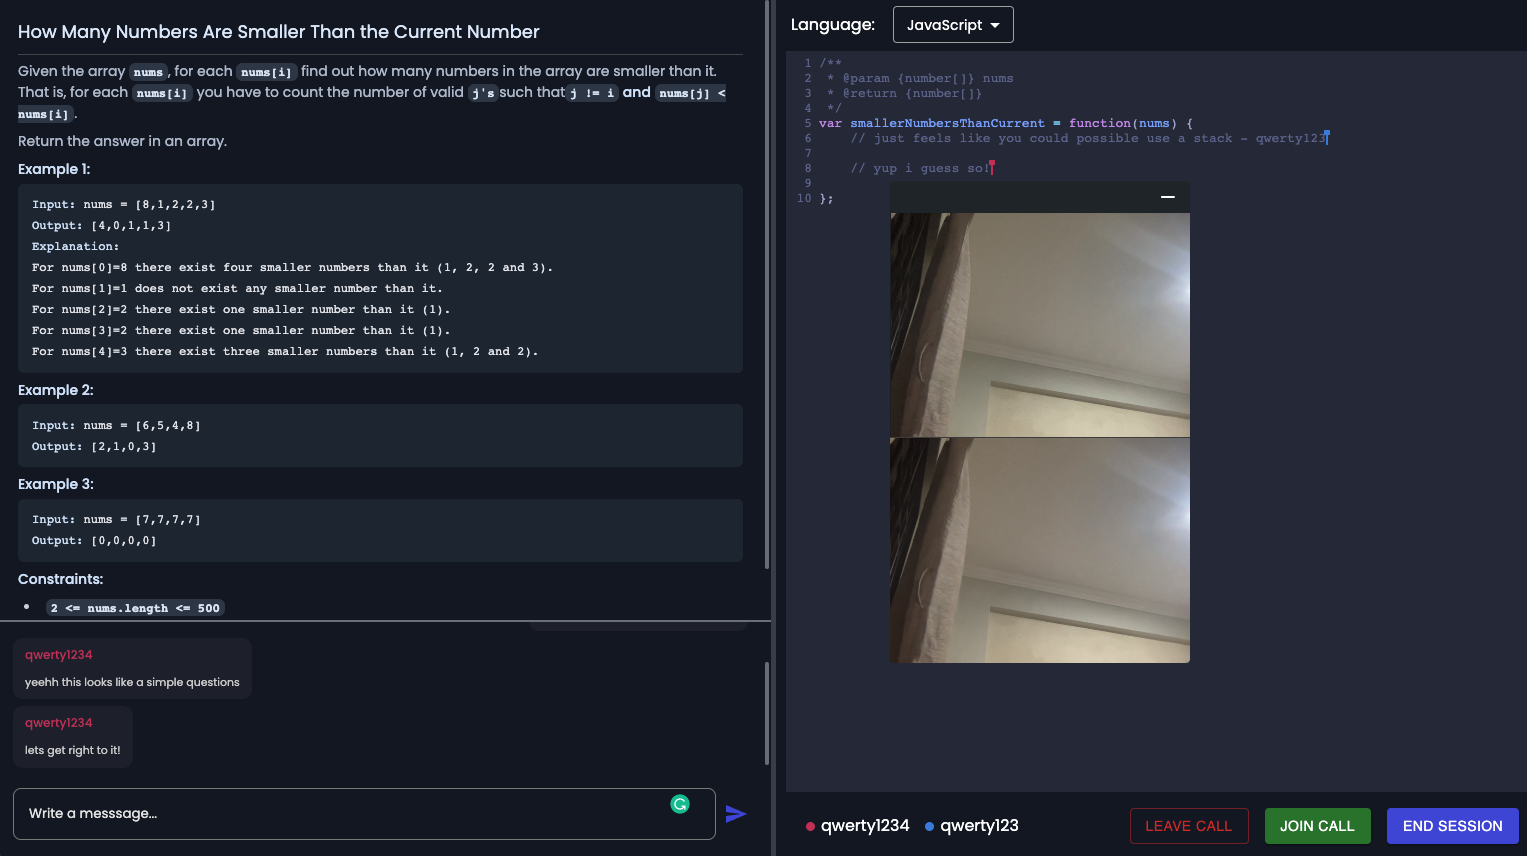 How Many Numbers Are Smaller Than the Current Number
Given the array nums , for each nums[i] find out how many numbers in the array are smaller than it.
That is, for each nums[i] you have to count the number of valid j's such that j != i and nums[j] <
nums[i] .
Return the answer in an array.
Example 1:
Input: nums = [8,1,2,2,3]
Output: [4,0,1,1,3]
Explanation:
For nums[0]=8 there exist four smaller numbers than it (1, 2, 2 and 3).
For nums[1]=1 does not exist any smaller number than it.
For nums[2]=2 there exist one smaller number than it (1).
For nums[3]=2 there exist one smaller number than it (1).
For nums[4]=3 there exist three smaller numbers than it (1, 2 and 2).
Example 2:
Input: nums = [6,5,4,8]
Output: [2,1,0,3]
Example 3:
Input: nums = [7,7,7,7]
Output: [0,0,0,0]
Constraints:
• 2 <= nums.length <= 500
qwerty1234
yeehh this looks like a simple questions
qwerty1234
lets get right to it!
Write a messsage...
Language: JavaScript
1 /**
2 * @param {number[]} nums
3 * @return {number[]}
4 */
5 var smallerNumbersThanCurrent = function(nums) {
6 // just feels like you could possible use a stack - qwerty123
7
8 // yup i guess so!
9
10 };
qwerty1234 qwerty123 LEAVE CALL JOIN CALL END SESSION